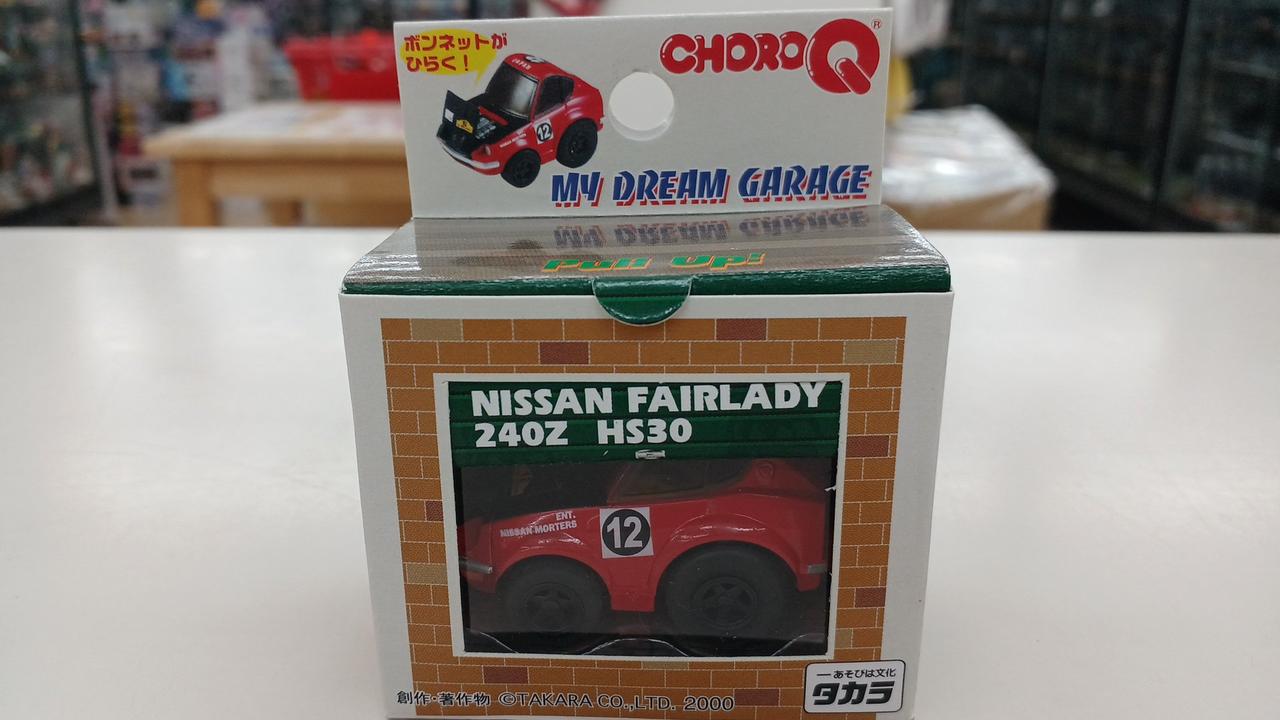 ボンネットが
ひらく!
CHOROQ®
JAPAN
12
MY DREAM GARAGE
Pull Up!
NISSAN FAIRLADY
240Z HS30
ENT.
NISSAN MORTERS
12
創作・著作物 ©TAKARA CO.,LTD. 2000
―あそびは文化
タカラ